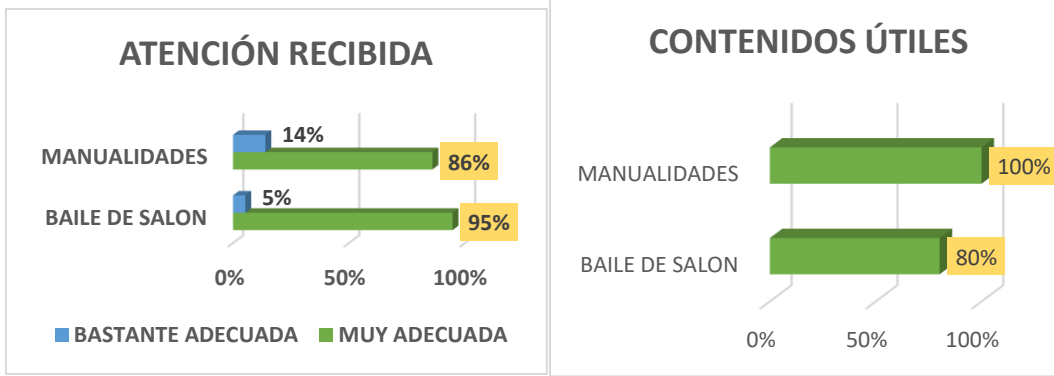 ATENCIÓN RECIBIDA
14%
MANUALIDADES
86%
5%
BAILE DE SALON
95%
0% 50% 100%
BASTANTE ADECUADA MUY ADECUADA
CONTENIDOS ÚTILES
MANUALIDADES
100%
BAILE DE SALON
80%
0% 50% 100%